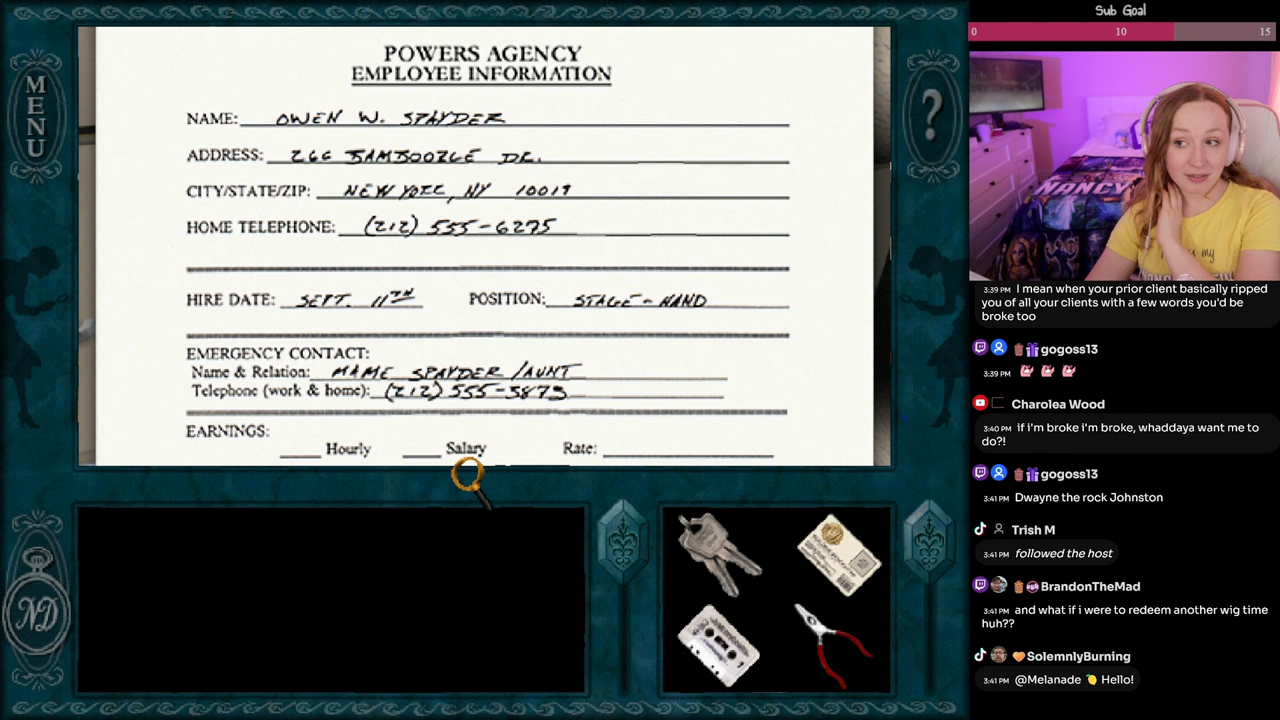 POWERS AGENCY
EMPLOYEE INFORMATION
NAME: OWEN W. SPAYDER
ADDRESS: 266 BAMBOOZLE DR.
CITY/STATE/ZIP: NEW YORK, NY 10019
HOME TELEPHONE: (212) 555-6275
HIRE DATE: SEPT. 11TH POSITION: STAGE-HAND
EMERGENCY CONTACT:
Name & Relation: MAME SPAYDER /AUNT
Telephone (work & home): (212) 555-3873
EARNINGS:
Hourly Salary Rate:
MENU
?
ND
Sub Goal
0 10 15
NANCY
my
3:39 PM I mean when your prior client basically ripped
you of all your clients with a few words you'd be
broke too
gogoss13
3:39 PM
Charolea Wood
3:40 PM if i'm broke i'm broke, whaddaya want me to
do?!
gogoss13
3:41 PM Dwayne the rock Johnston
Trish M
3:41 PM followed the host
BrandonTheMad
3:41 PM and what if i were to redeem another wig time
huh??
SolemnlyBurning
3:41 PM @Melanade 🍋 Hello!